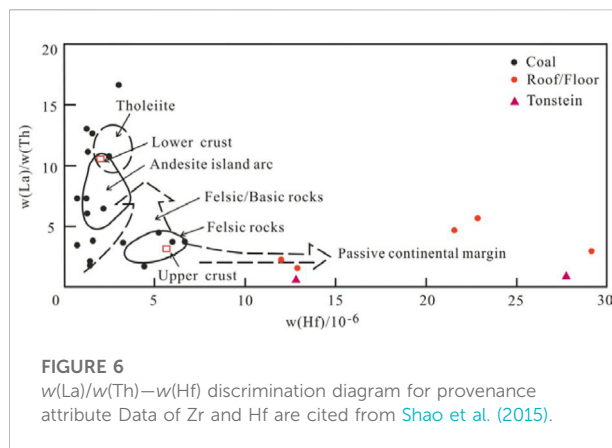 20
15
10
5
0
w(La)/w(Th)
Coal
Roof/Floor
Tonstein
Tholeiite
Lower crust
Andesite island arc
Felsic/Basic rocks
Felsic rocks
Passive continental margin
Upper crust
5
10
15
20
25
30
w(Hf)/10⁻⁶
FIGURE 6
w(La)/w(Th)—w(Hf) discrimination diagram for provenance
attribute Data of Zr and Hf are cited from Shao et al. (2015).